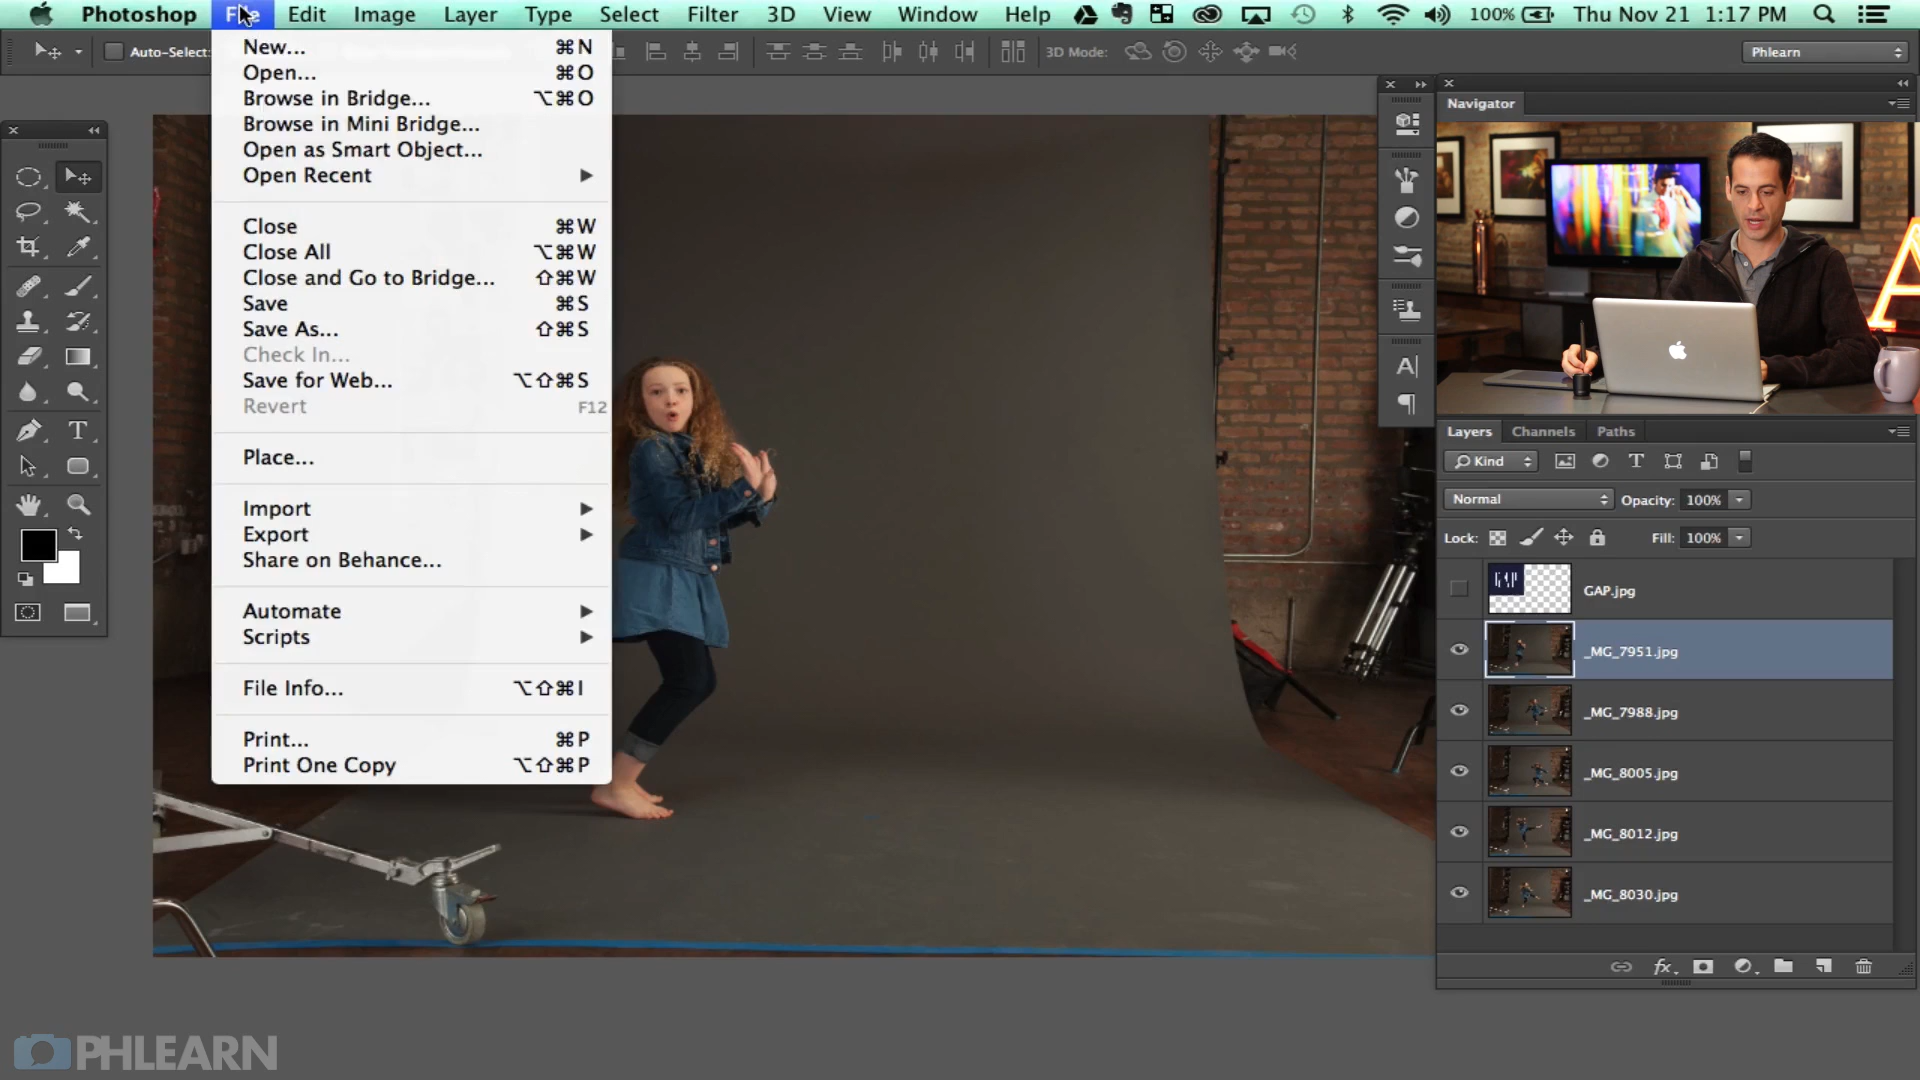 Photoshop File Edit Image Layer Type Select Filter 3D View Window Help 100% Thu Nov 21 1:17 PM
Auto-Select: 3D Mode: Phlearn
New... ⌘N
Open... ⌘O
Browse in Bridge... ⌥⌘O
Browse in Mini Bridge...
Open as Smart Object...
Open Recent
Close ⌘W
Close All ⌥⌘W
Close and Go to Bridge... ⇧⌘W
Save ⌘S
Save As... ⇧⌘S
Check In...
Save for Web... ⌥⇧⌘S
Revert F12
Place...
Import
Export
Share on Behance...
Automate
Scripts
File Info... ⌥⇧⌘I
Print... ⌘P
Print One Copy ⌥⇧⌘P
Navigator
Layers Channels Paths
Kind
Normal Opacity: 100%
Lock: Fill: 100%
GAP GAP.jpg
_MG_7951.jpg
_MG_7988.jpg
_MG_8005.jpg
_MG_8012.jpg
_MG_8030.jpg
PHLEARN